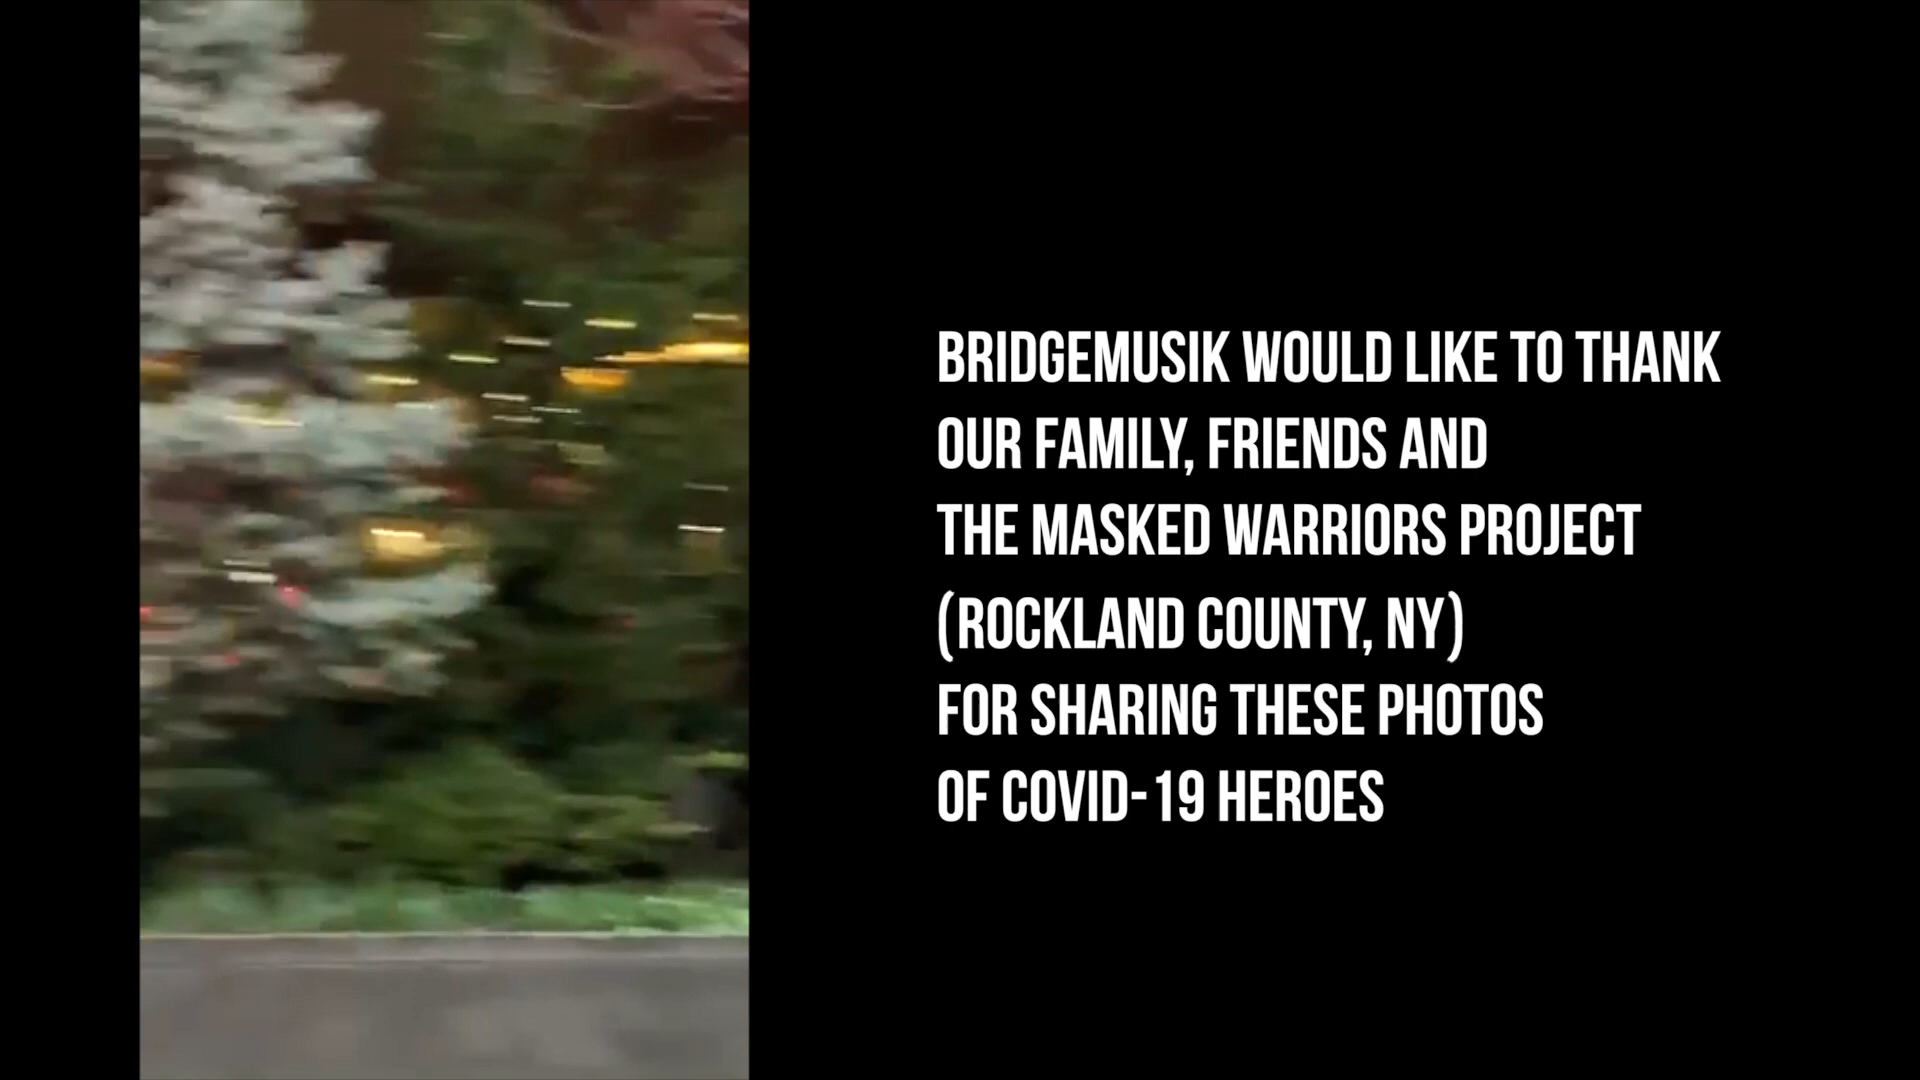 BRIDGEMUSIK WOULD LIKE TO THANK
OUR FAMILY, FRIENDS AND
THE MASKED WARRIORS PROJECT
(ROCKLAND COUNTY, NY)
FOR SHARING THESE PHOTOS
OF COVID-19 HEROES